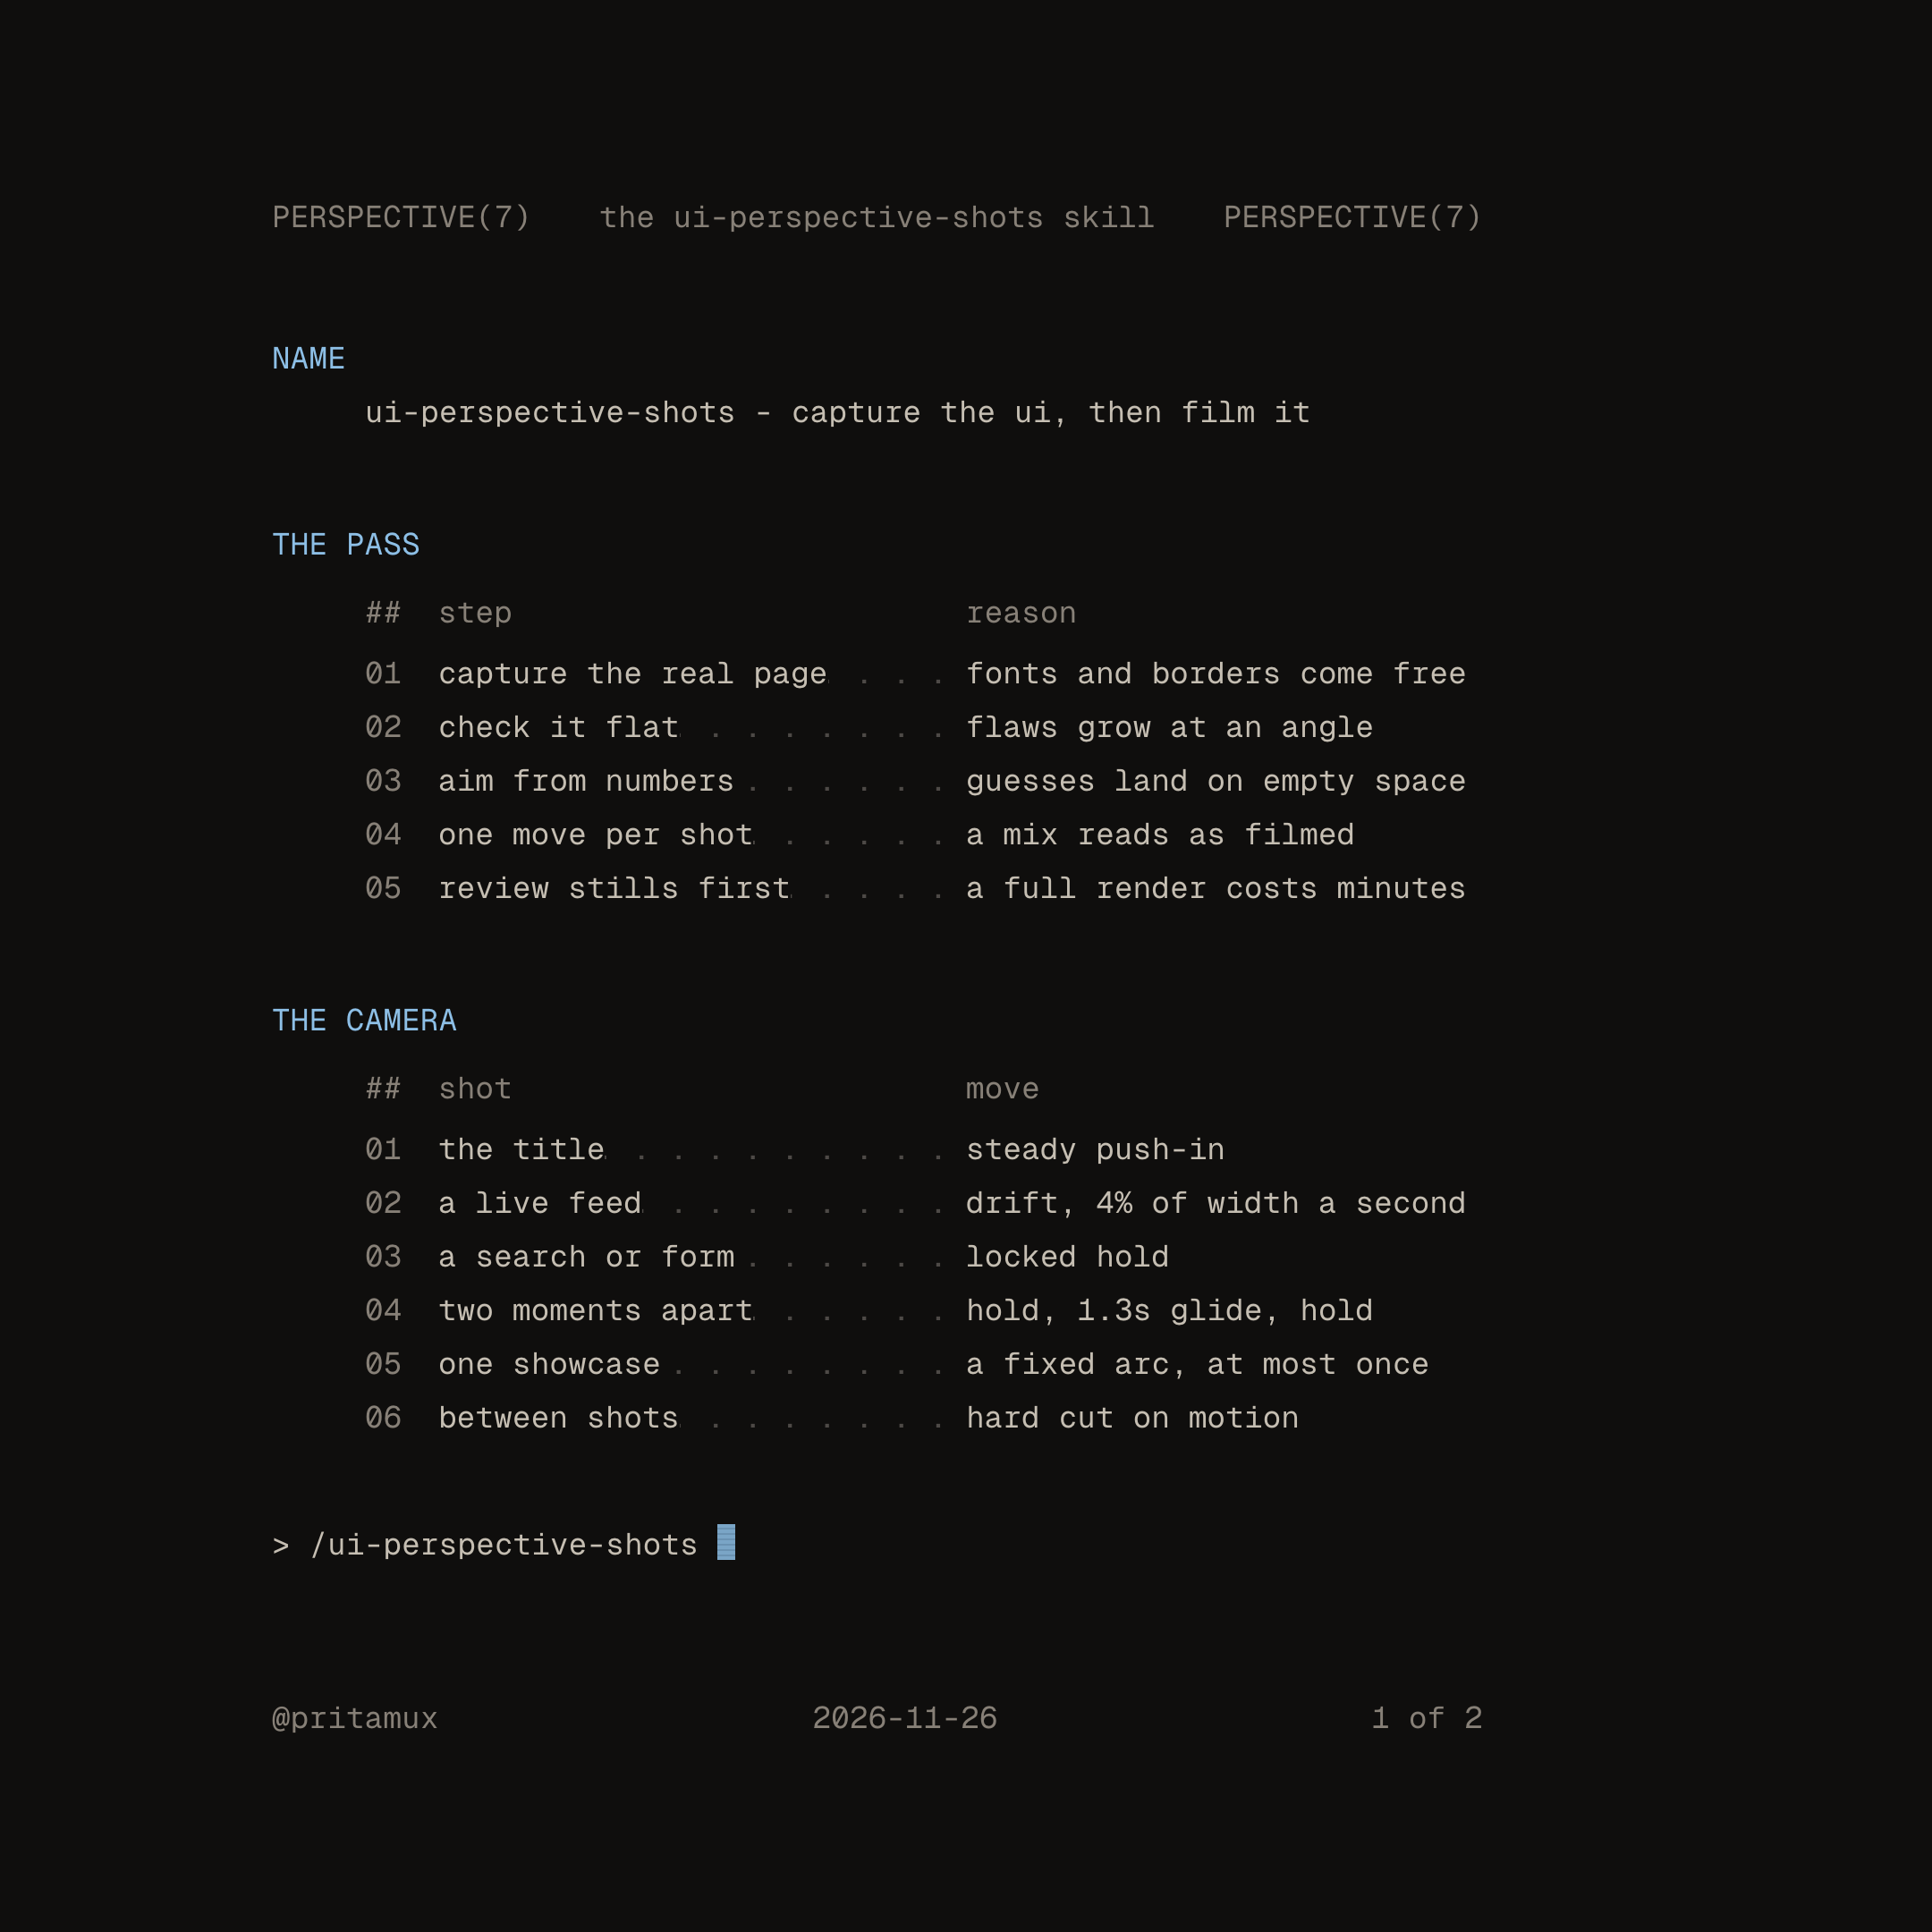 PERSPECTIVE(7) the ui-perspective-shots skill PERSPECTIVE(7)
NAME
ui-perspective-shots - capture the ui, then film it
THE PASS
## step reason
01 capture the real page . . . . fonts and borders come free
02 check it flat . . . . . . . . flaws grow at an angle
03 aim from numbers . . . . . . guesses land on empty space
04 one move per shot . . . . . . a mix reads as filmed
05 review stills first . . . . . a full render costs minutes
THE CAMERA
## shot move
01 the title . . . . . . . . . . steady push-in
02 a live feed . . . . . . . . . drift, 4% of width a second
03 a search or form . . . . . . locked hold
04 two moments apart . . . . . . hold, 1.3s glide, hold
05 one showcase . . . . . . . . a fixed arc, at most once
06 between shots . . . . . . . . hard cut on motion
> /ui-perspective-shots
@pritamux 2026-11-26 1 of 2